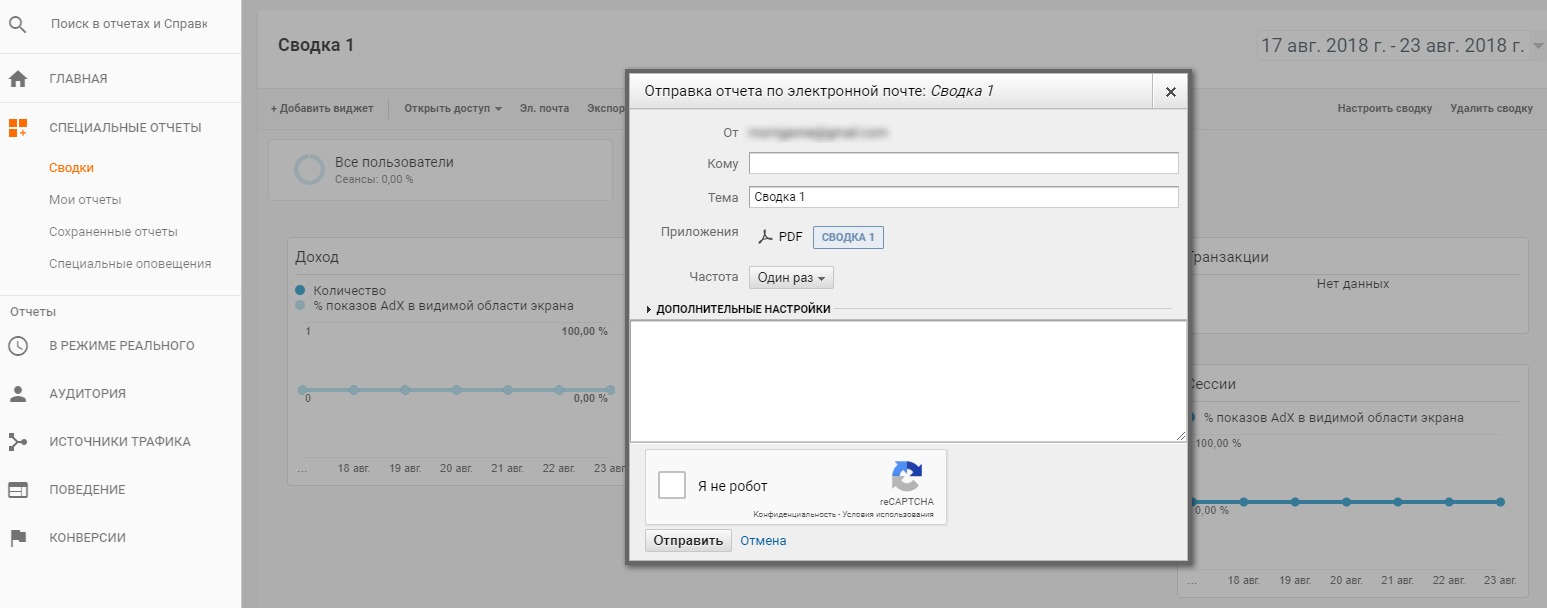 Поиск в отчетах и Справк
ГЛАВНАЯ
СПЕЦИАЛЬНЫЕ ОТЧЕТЫ
Сводки
Мои отчеты
Сохраненные отчеты
Специальные оповещения
Отчеты
В РЕЖИМЕ РЕАЛЬНОГО
АУДИТОРИЯ
ИСТОЧНИКИ ТРАФИКА
ПОВЕДЕНИЕ
КОНВЕРСИИ
Сводка 1
17 авг. 2018 г. - 23 авг. 2018 г.
+ Добавить виджет Открыть доступ Эл. почта Экспор
Настроить сводку Удалить сводку
Все пользователи
Сеансы: 0,00 %
Доход
Количество
% показов AdX в видимой области экрана
1 100,00 %
0 0,00 %
... 18 авг. 19 авг. 20 авг. 21 авг. 22 авг. 23 авг
Отправка отчета по электронной почте: Сводка 1
От
Кому
Тема Сводка 1
Приложения PDF СВОДКА 1
Частота Один раз
ДОПОЛНИТЕЛЬНЫЕ НАСТРОЙКИ
Я не робот
reCAPTCHA
Конфиденциальность - Условия использования
Отправить Отмена
Транзакции
Нет данных
Сессии
% показов AdX в видимой области экрана
100,00 %
0,00 %
... 18 авг. 19 авг. 20 авг. 21 авг. 22 авг. 23 авг.